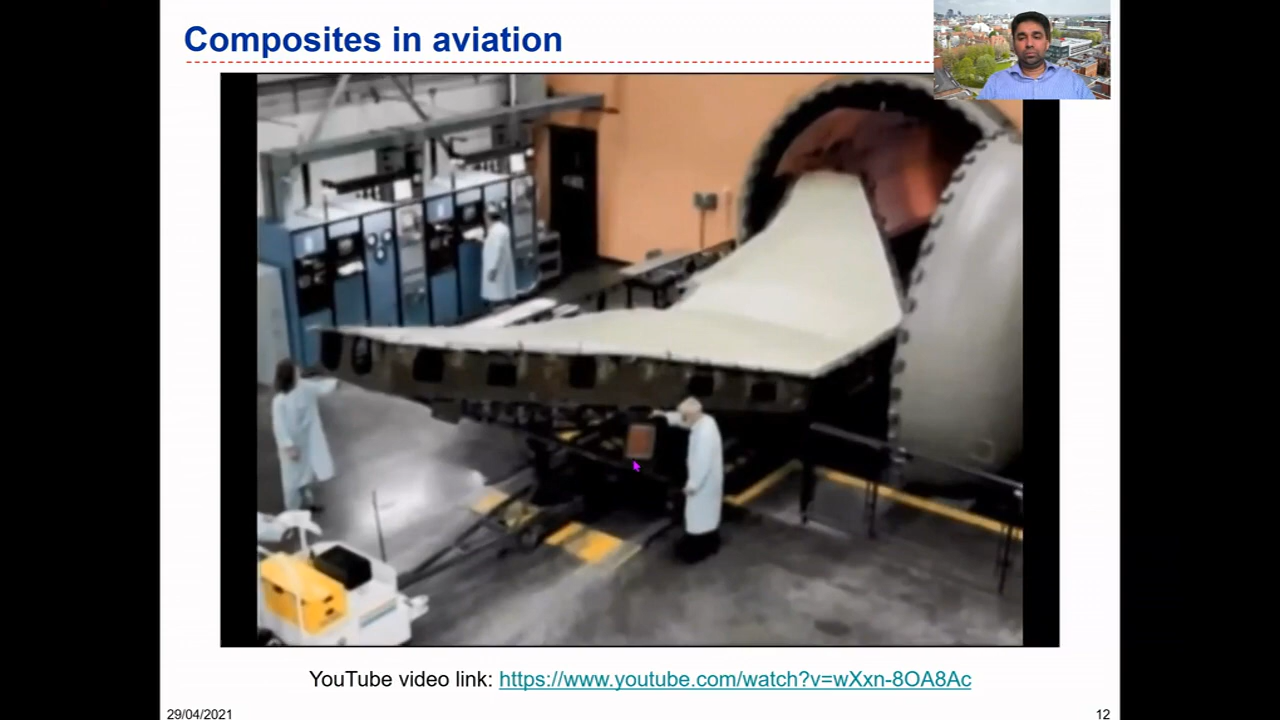 Composites in aviation
YouTube video link: https://www.youtube.com/watch?v=wXxn-8OA8Ac
29/04/2021
12